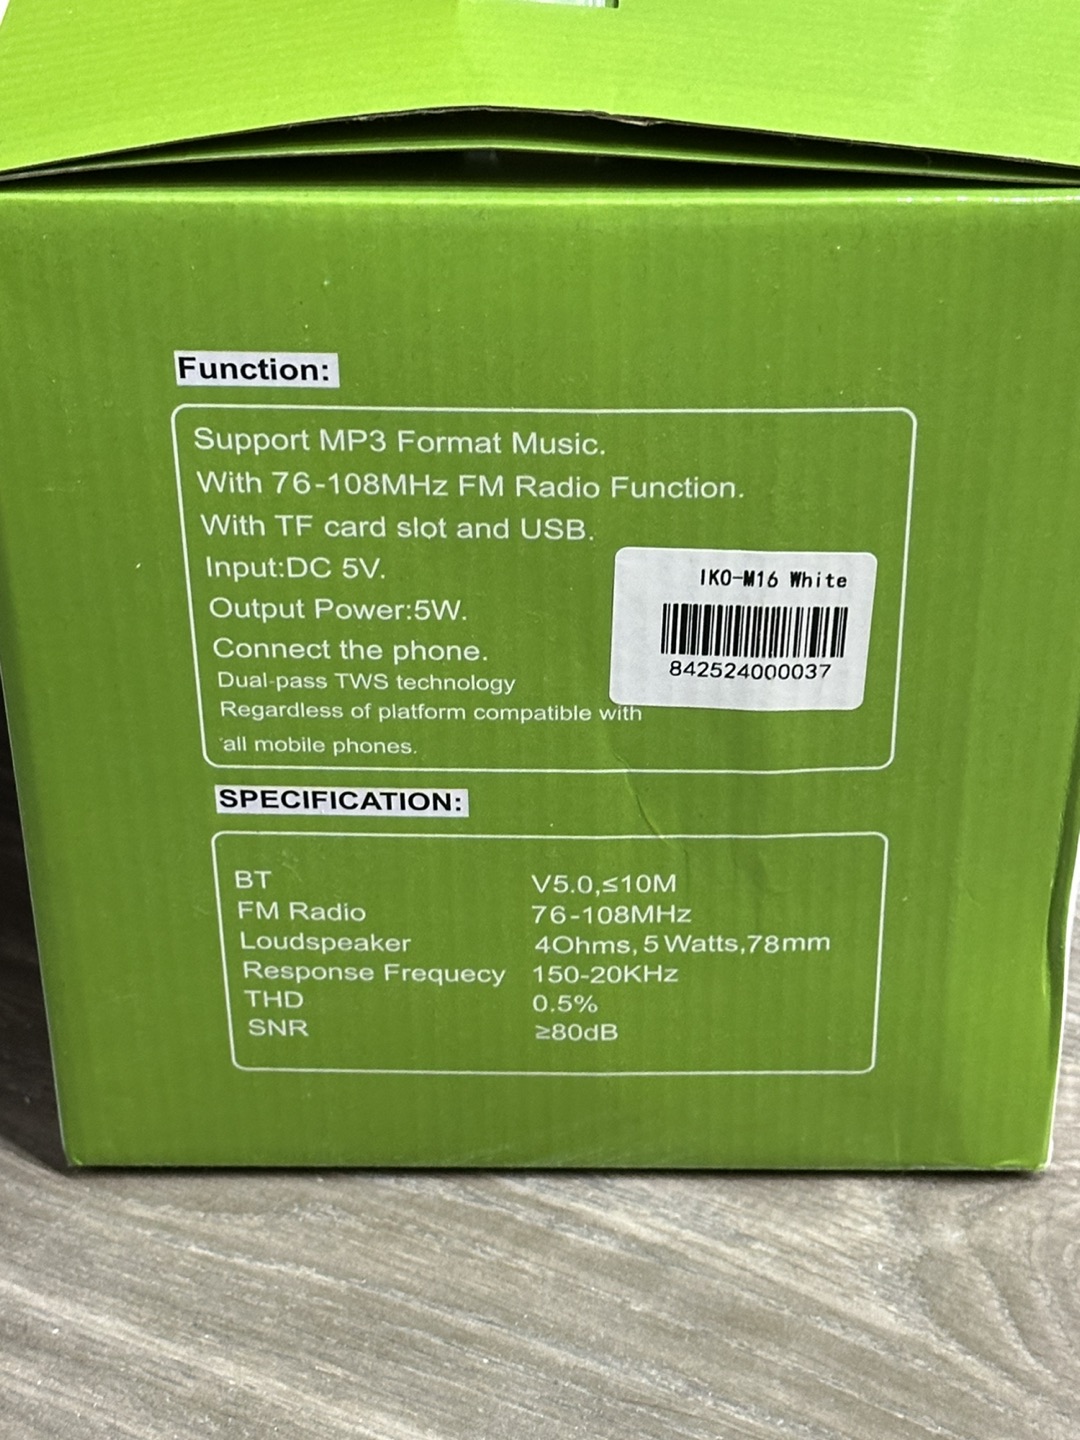 Function:
Support MP3 Format Music.
With 76-108MHz FM Radio Function.
With TF card slot and USB.
Input:DC 5V.
Output Power:5W.
Connect the phone.
Dual-pass TWS technology
Regardless of platform compatible with
all mobile phones.
IKO-M16 White
842524000037
SPECIFICATION:
BT V5.0,≤10M
FM Radio 76-108MHz
Loudspeaker 4Ohms, 5 Watts,78mm
Response Frequecy 150-20KHz
THD 0.5%
SNR ≥80dB